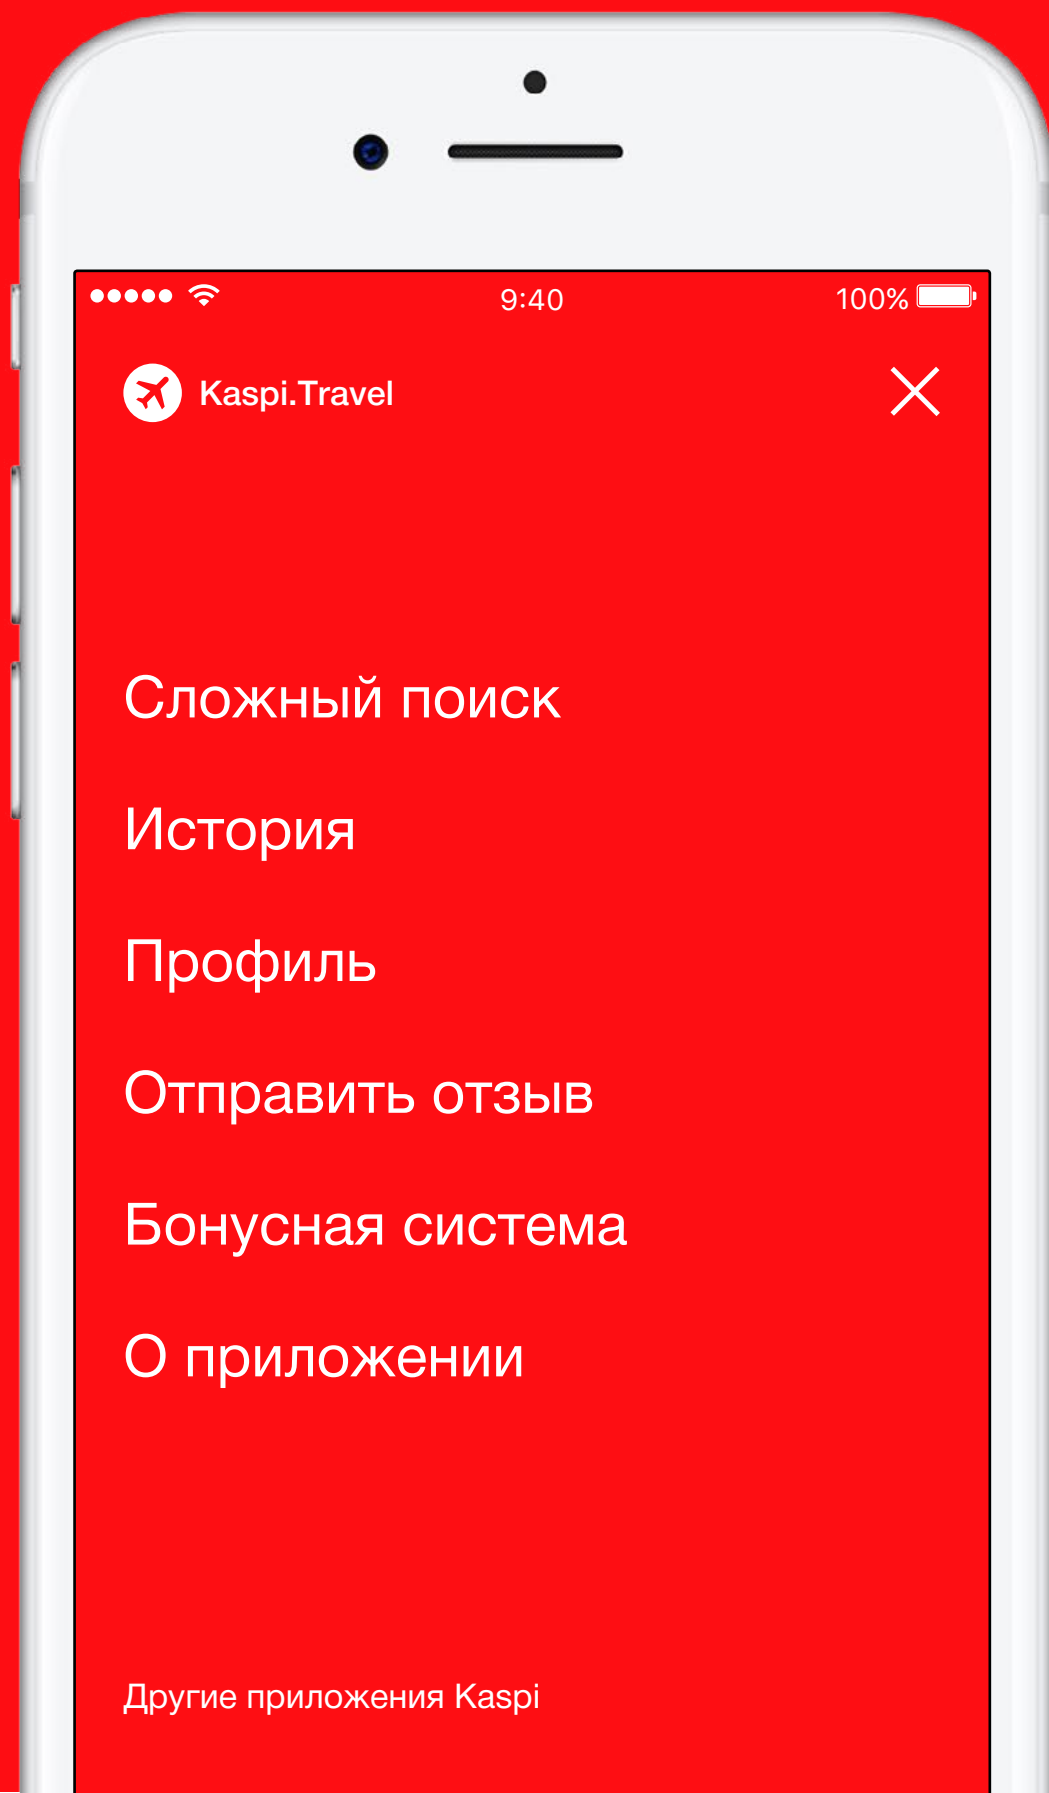 9:40
100%
Kaspi.Travel
Сложный поиск
История
Профиль
Отправить отзыв
Бонусная система
О приложении
Другие приложения Kaspi